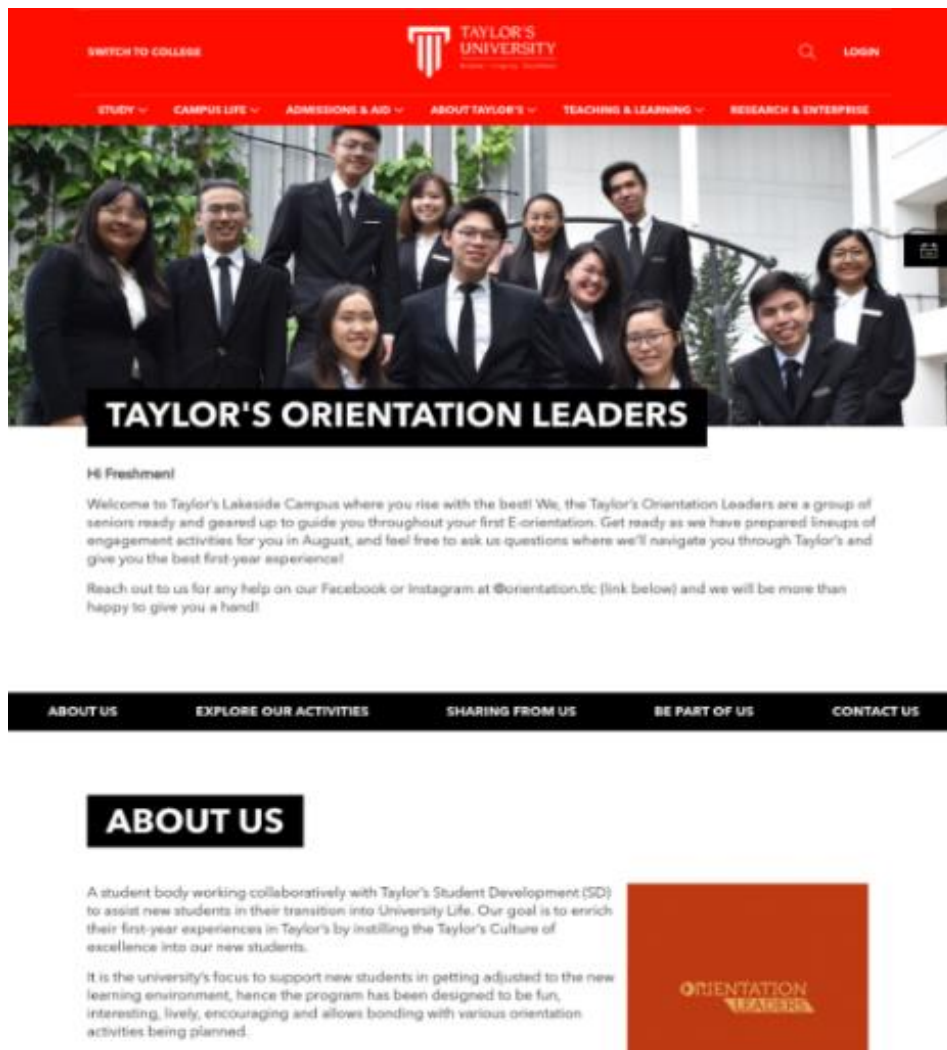 SWITCH TO COLLEGE
TAYLOR'S
UNIVERSITY
LOGIN
STUDY
CAMPUS LIFE
ADMISSIONS & AID
ABOUT TAYLOR'S
TEACHING & LEARNING
RESEARCH & ENTERPRISE
TAYLOR'S ORIENTATION LEADERS
Hi Freshmen!
Welcome to Taylor's Lakeside Campus where you rise with the best! We, the Taylor's Orientation Leaders are a group of
seniors ready and geared up to guide you throughout your first E-orientation. Get ready as we have prepared lineups of
engagement activities for you in August, and feel free to ask us questions where we'll navigate you through Taylor's and
give you the best first-year experience!
Reach out to us for any help on our Facebook or Instagram at @orientation.tlc (link below) and we will be more than
happy to give you a hand!
ABOUT US
EXPLORE OUR ACTIVITIES
SHARING FROM US
BE PART OF US
CONTACT US
ABOUT US
A student body working collaboratively with Taylor's Student Development (SD)
to assist new students in their transition into University Life. Our goal is to enrich
their first-year experiences in Taylor's by instilling the Taylor's Culture of
excellence into our new students.
It is the university's focus to support new students in getting adjusted to the new
learning environment, hence the program has been designed to be fun,
interesting, lively, encouraging and allows bonding with various orientation
activities being planned.
ORIENTATION
LEADERS